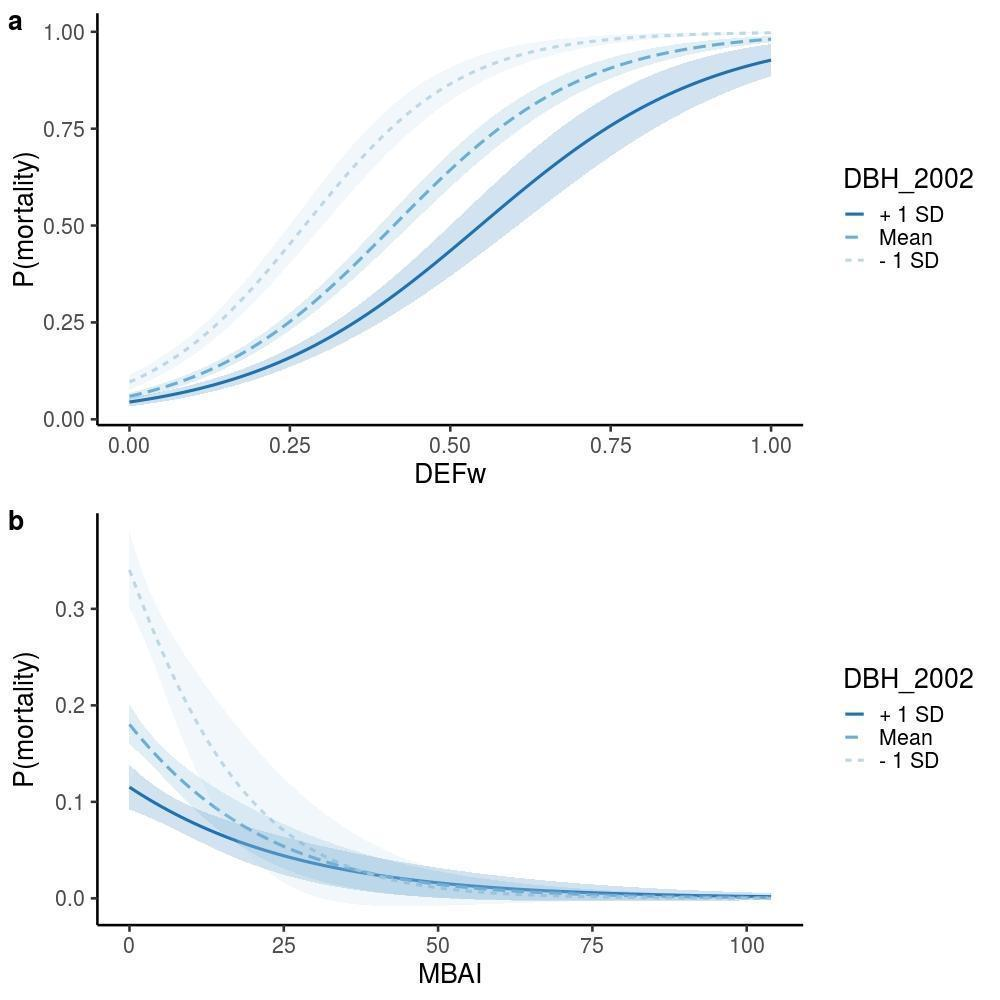 a
1.00
0.75
0.50
0.25
0.00
P(mortality)
0.00 0.25 0.50 0.75 1.00
DEFw
DBH_2002
+ 1 SD
Mean
- 1 SD
b
0.3
0.2
0.1
0.0
P(mortality)
0 25 50 75 100
MBAI
DBH_2002
+ 1 SD
Mean
- 1 SD